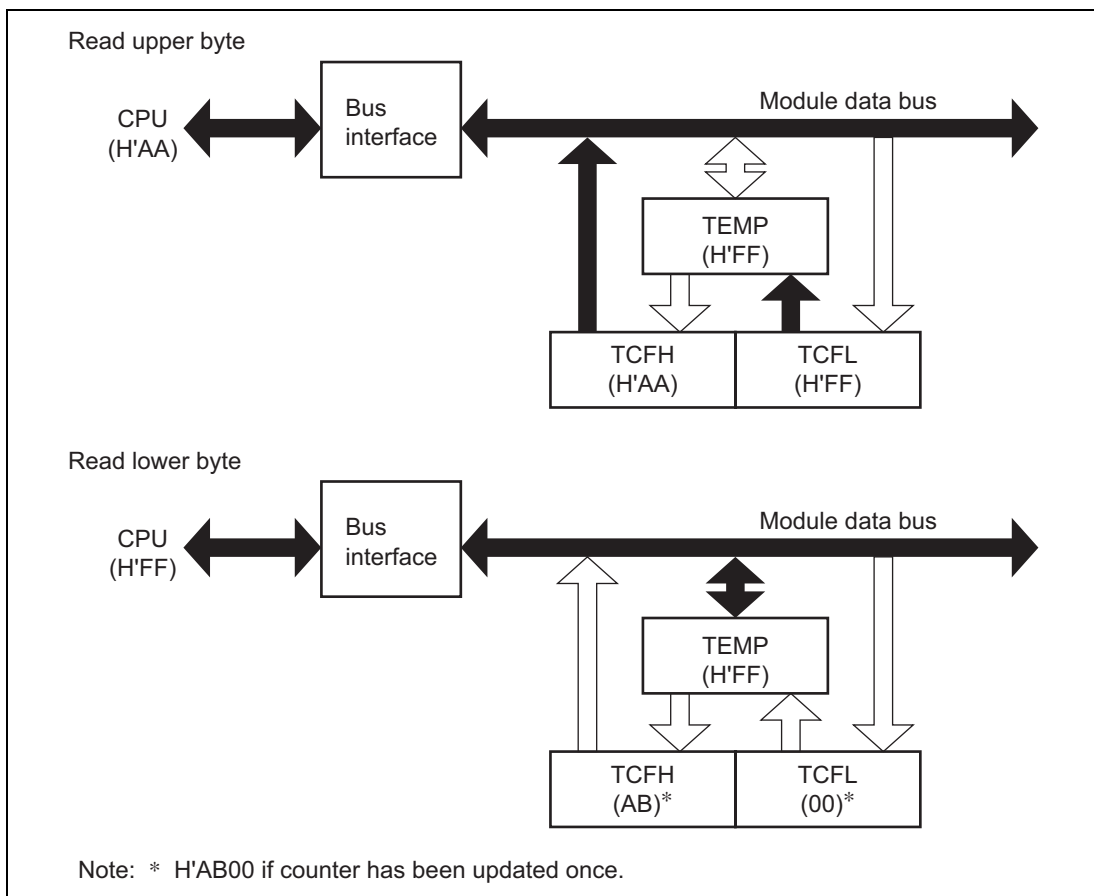 Read upper byte
CPU
(H'AA)
Bus
interface
Module data bus
TEMP
(H'FF)
TCFH
(H'AA)
TCFL
(H'FF)
Read lower byte
CPU
(H'FF)
Bus
interface
Module data bus
TEMP
(H'FF)
TCFH
(AB)*
TCFL
(00)*
Note: * H'AB00 if counter has been updated once.